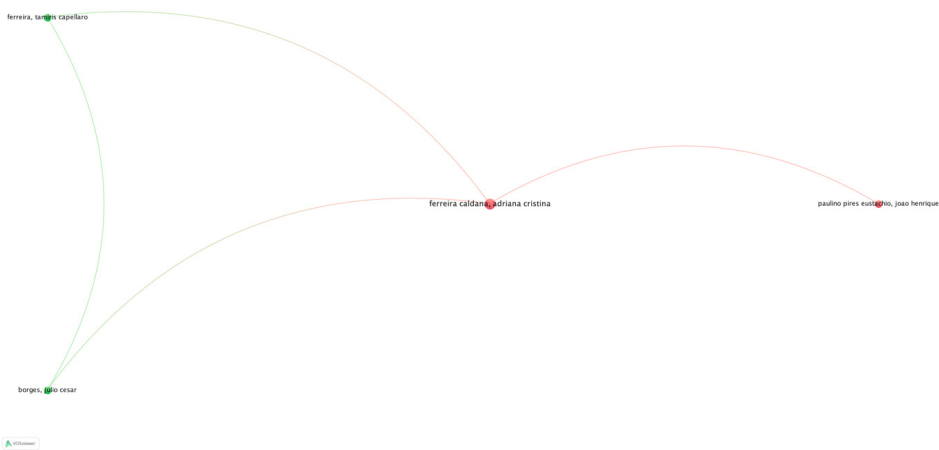 ferreira, tamiris capellaro
ferreira caldana, adriana cristina
paulino pires eustachio, joao henrique
borges, julio cesar
VOSviewer